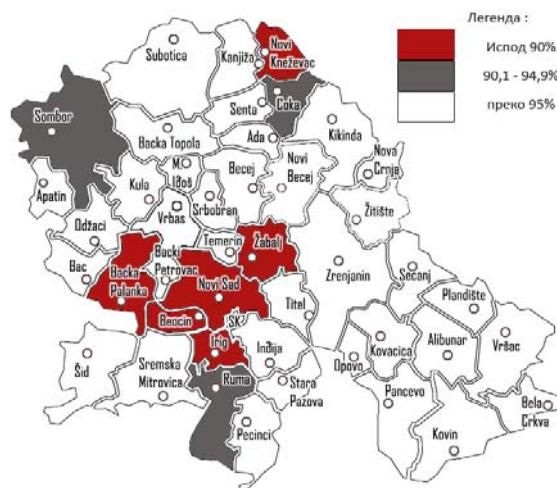 Легенда :
Испод 90%
90,1 - 94,9%
преко 95%
Subotica
Kanjiža
Novi
Kneževac
Sombor
Senta
Coka
Backa
Topola
Ada
Kikinda
M.
Iđoš
Becej
Novi
Becej
Nova
Crnja
Apatin
Kula
Vrbas
Srbobran
Žitište
Odžaci
Temerin
Žabalj
Bac
Backi
Petrovac
Backa
Palanka
Zrenjanin
Secanj
Novi Sad
Titel
Plandište
Beocin
SK
Kovacica
Alibunar
Vršac
Irig
Inđija
Opovo
Šid
Sremska
Mitrovica
Ruma
Stara
Pazova
Pancevo
Bela
Crkva
Pecinci
Kovin